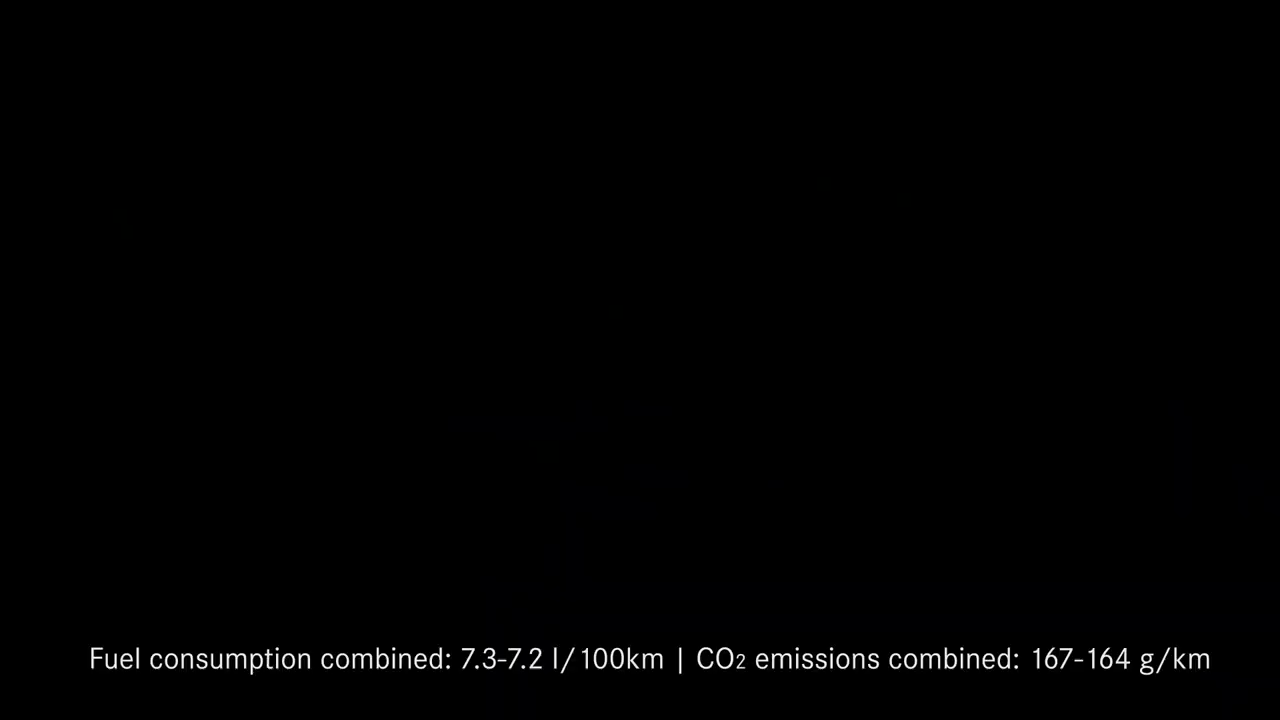 Fuel consumption combined: 7.3-7.2 l/100km | CO₂ emissions combined: 167-164 g/km